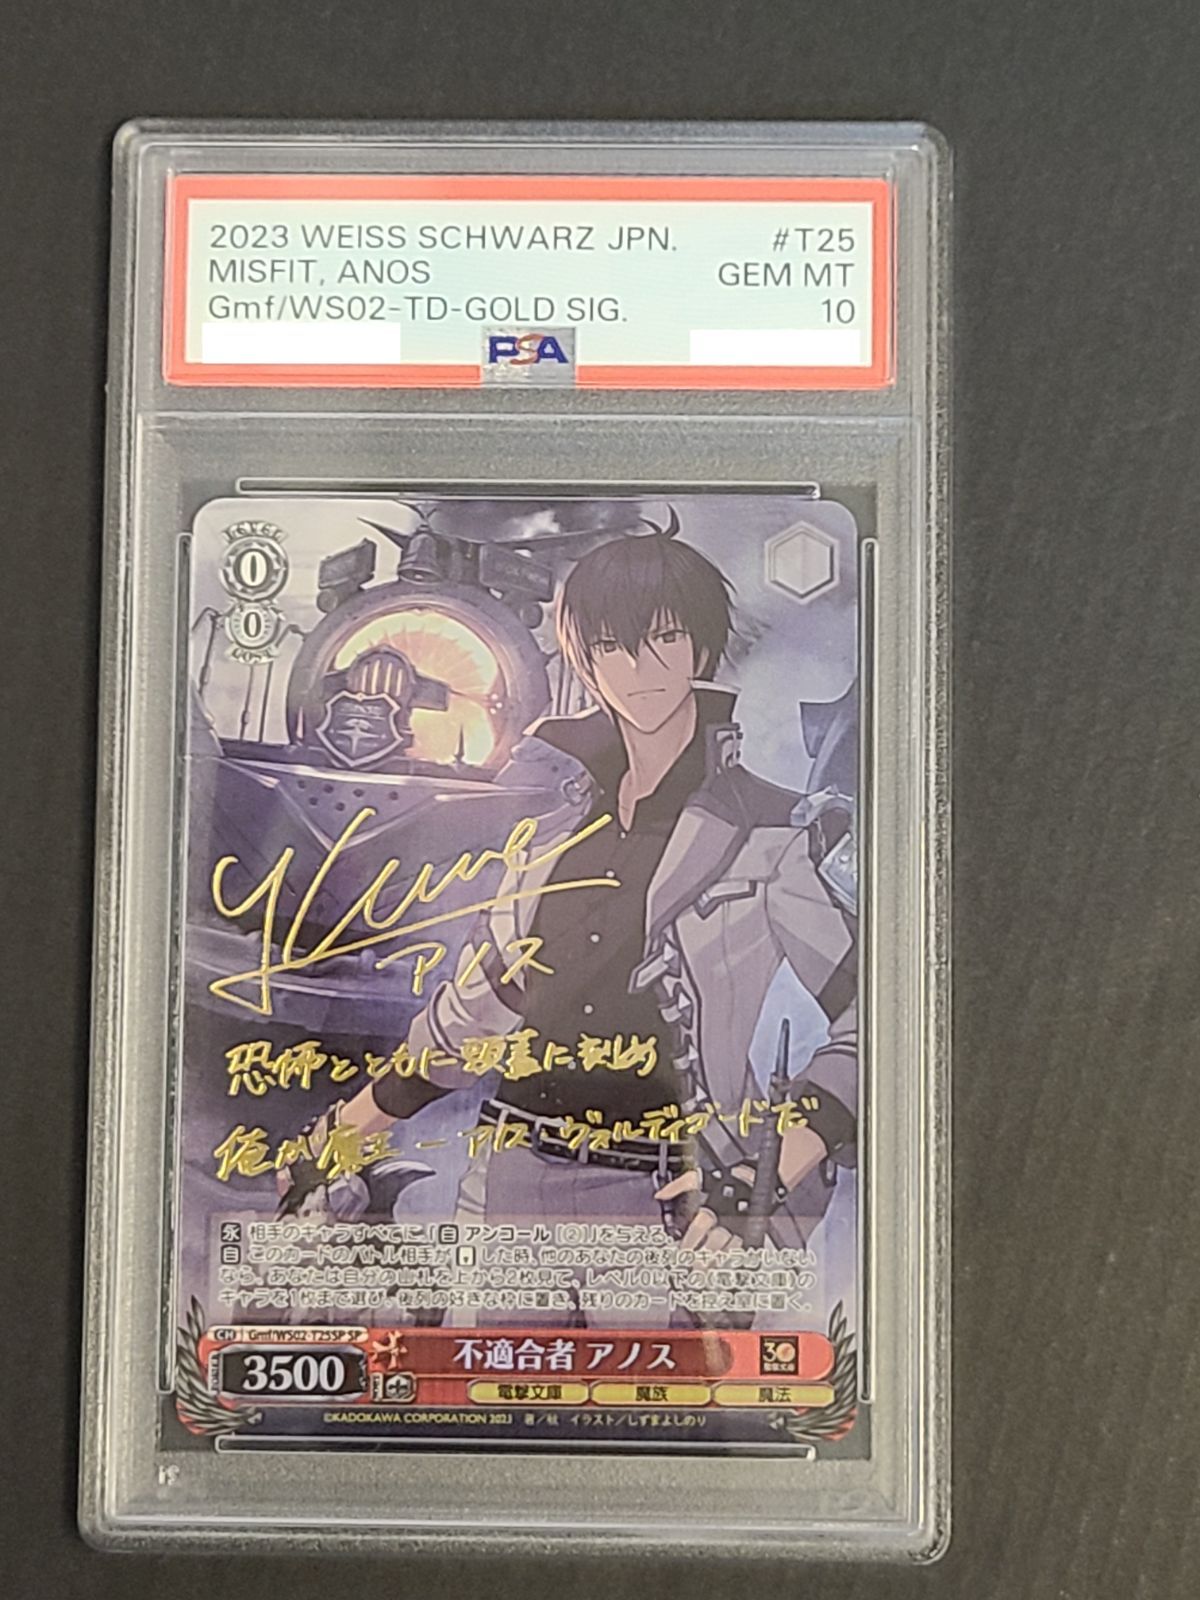 2023 WEISS SCHWARZ JPN. #T25
MISFIT, ANOS GEM MT
Gmf/WS02-TD-GOLD SIG. 10
PSA
LEVEL
0
0
COST
アノス
恐怖とともに頭蓋に刻め
俺が魔王 — アノス・ヴォルディゴードだ
永 相手のキャラすべてに、「自 アンコール [②]」を与える。
自 このカードのバトル相手が した時、他のあなたの後列のキャラがいない
なら、あなたは自分の山札を上から2枚見て、レベル0以下の《電撃文庫》の
キャラを1枚まで選び、後列の好きな枠に置き、残りのカードを控え室に置く。
CH Gmf/WS02-T25SP SP
3500 不適合者 アノス 30
電撃文庫 魔族 魔法
©KADOKAWA CORPORATION 2023 著/秋 イラスト/しずまよしのり